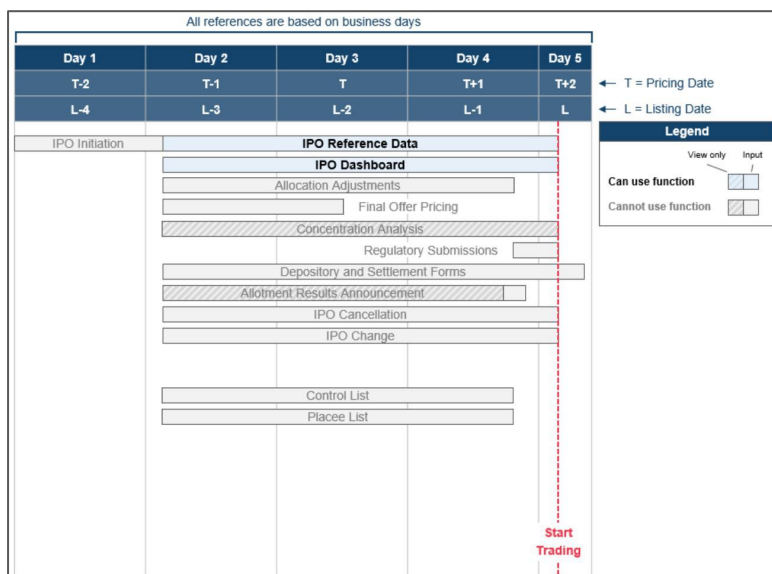 All references are based on business days
Day 1 Day 2 Day 3 Day 4 Day 5
T-2 T-1 T T+1 T+2 T = Pricing Date
L-4 L-3 L-2 L-1 L L = Listing Date
Legend
View only Input
Can use function
Cannot use function
IPO Initiation IPO Reference Data
IPO Dashboard
Allocation Adjustments
Final Offer Pricing
Concentration Analysis
Regulatory Submissions
Depository and Settlement Forms
Allotment Results Announcement
IPO Cancellation
IPO Change
Control List
Placee List
Start
Trading